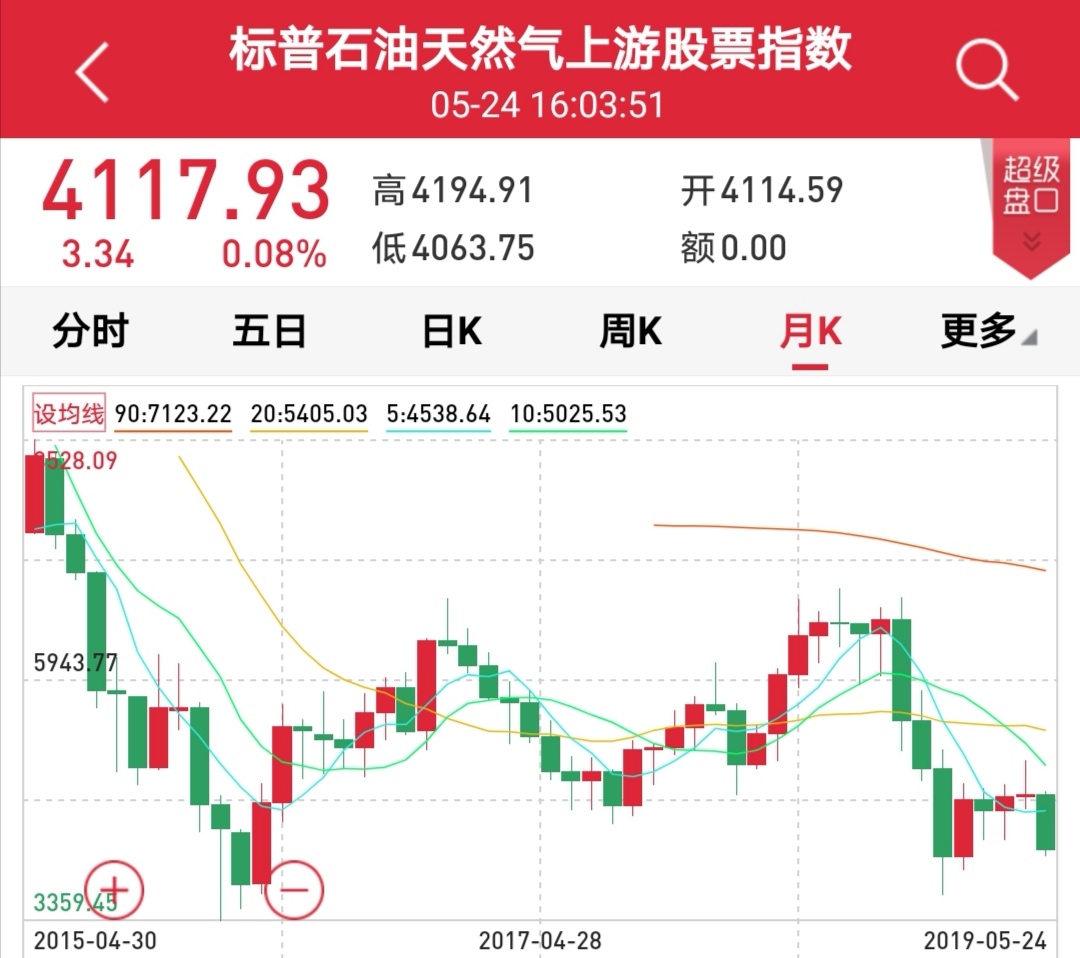 标普石油天然气上游股票指数
05-24 16:03:51
4117.93 高4194.91 开4114.59 超级
盘口
3.34 0.08% 低4063.75 额0.00
分时 五日 日K 周K 月K 更多
设均线 90:7123.22 20:5405.03 5:4538.64 10:5025.53
8528.09
5943.77
3359.45
2015-04-30 2017-04-28 2019-05-24